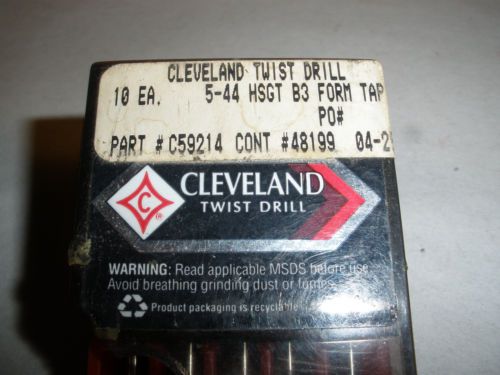 CLEVELAND TWIST DRILL
10 EA. 5-44 HSGT B3 FORM TAP
PO#
PART # C59214 CONT #48199 04-2
C
CLEVELAND
TWIST DRILL
WARNING: Read applicable MSDS before use.
Avoid breathing grinding dust or fumes.
Product packaging is recyclable